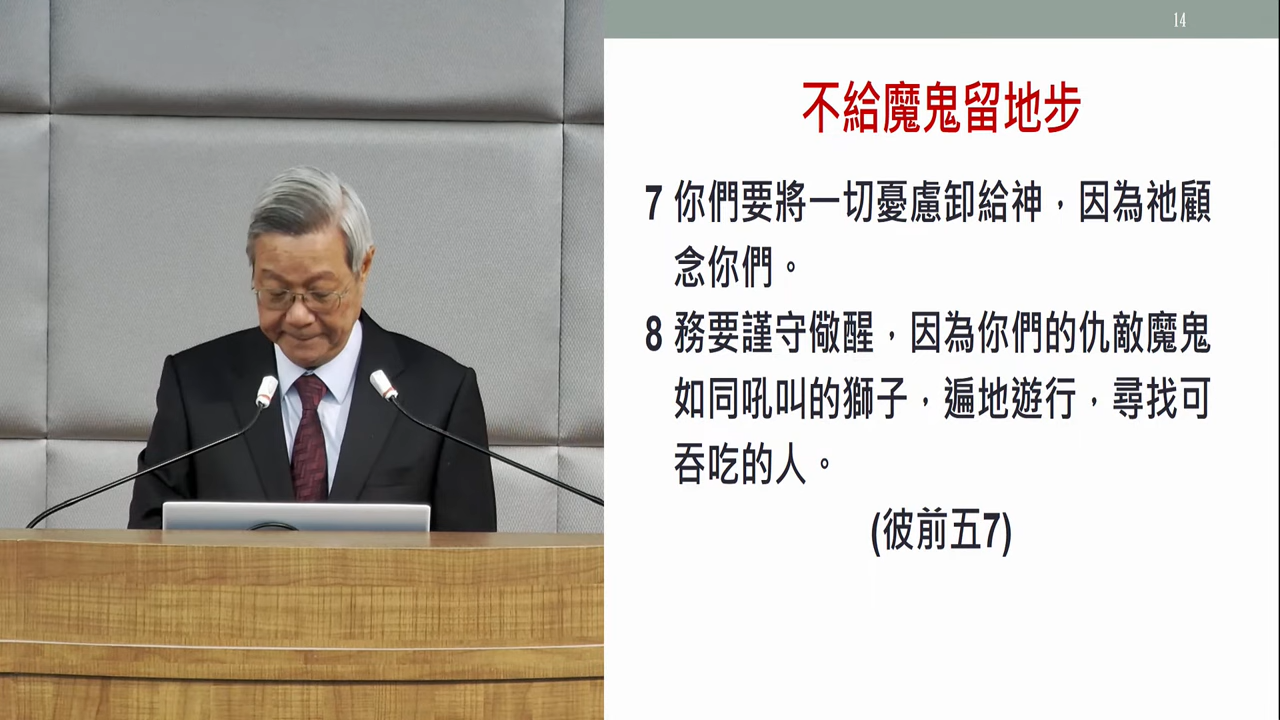 14
不給魔鬼留地步
7 你們要將一切憂慮卸給神，因為祂顧
念你們。
8 務要謹守儆醒，因為你們的仇敵魔鬼
如同吼叫的獅子，遍地遊行，尋找可
吞吃的人。
(彼前五7)